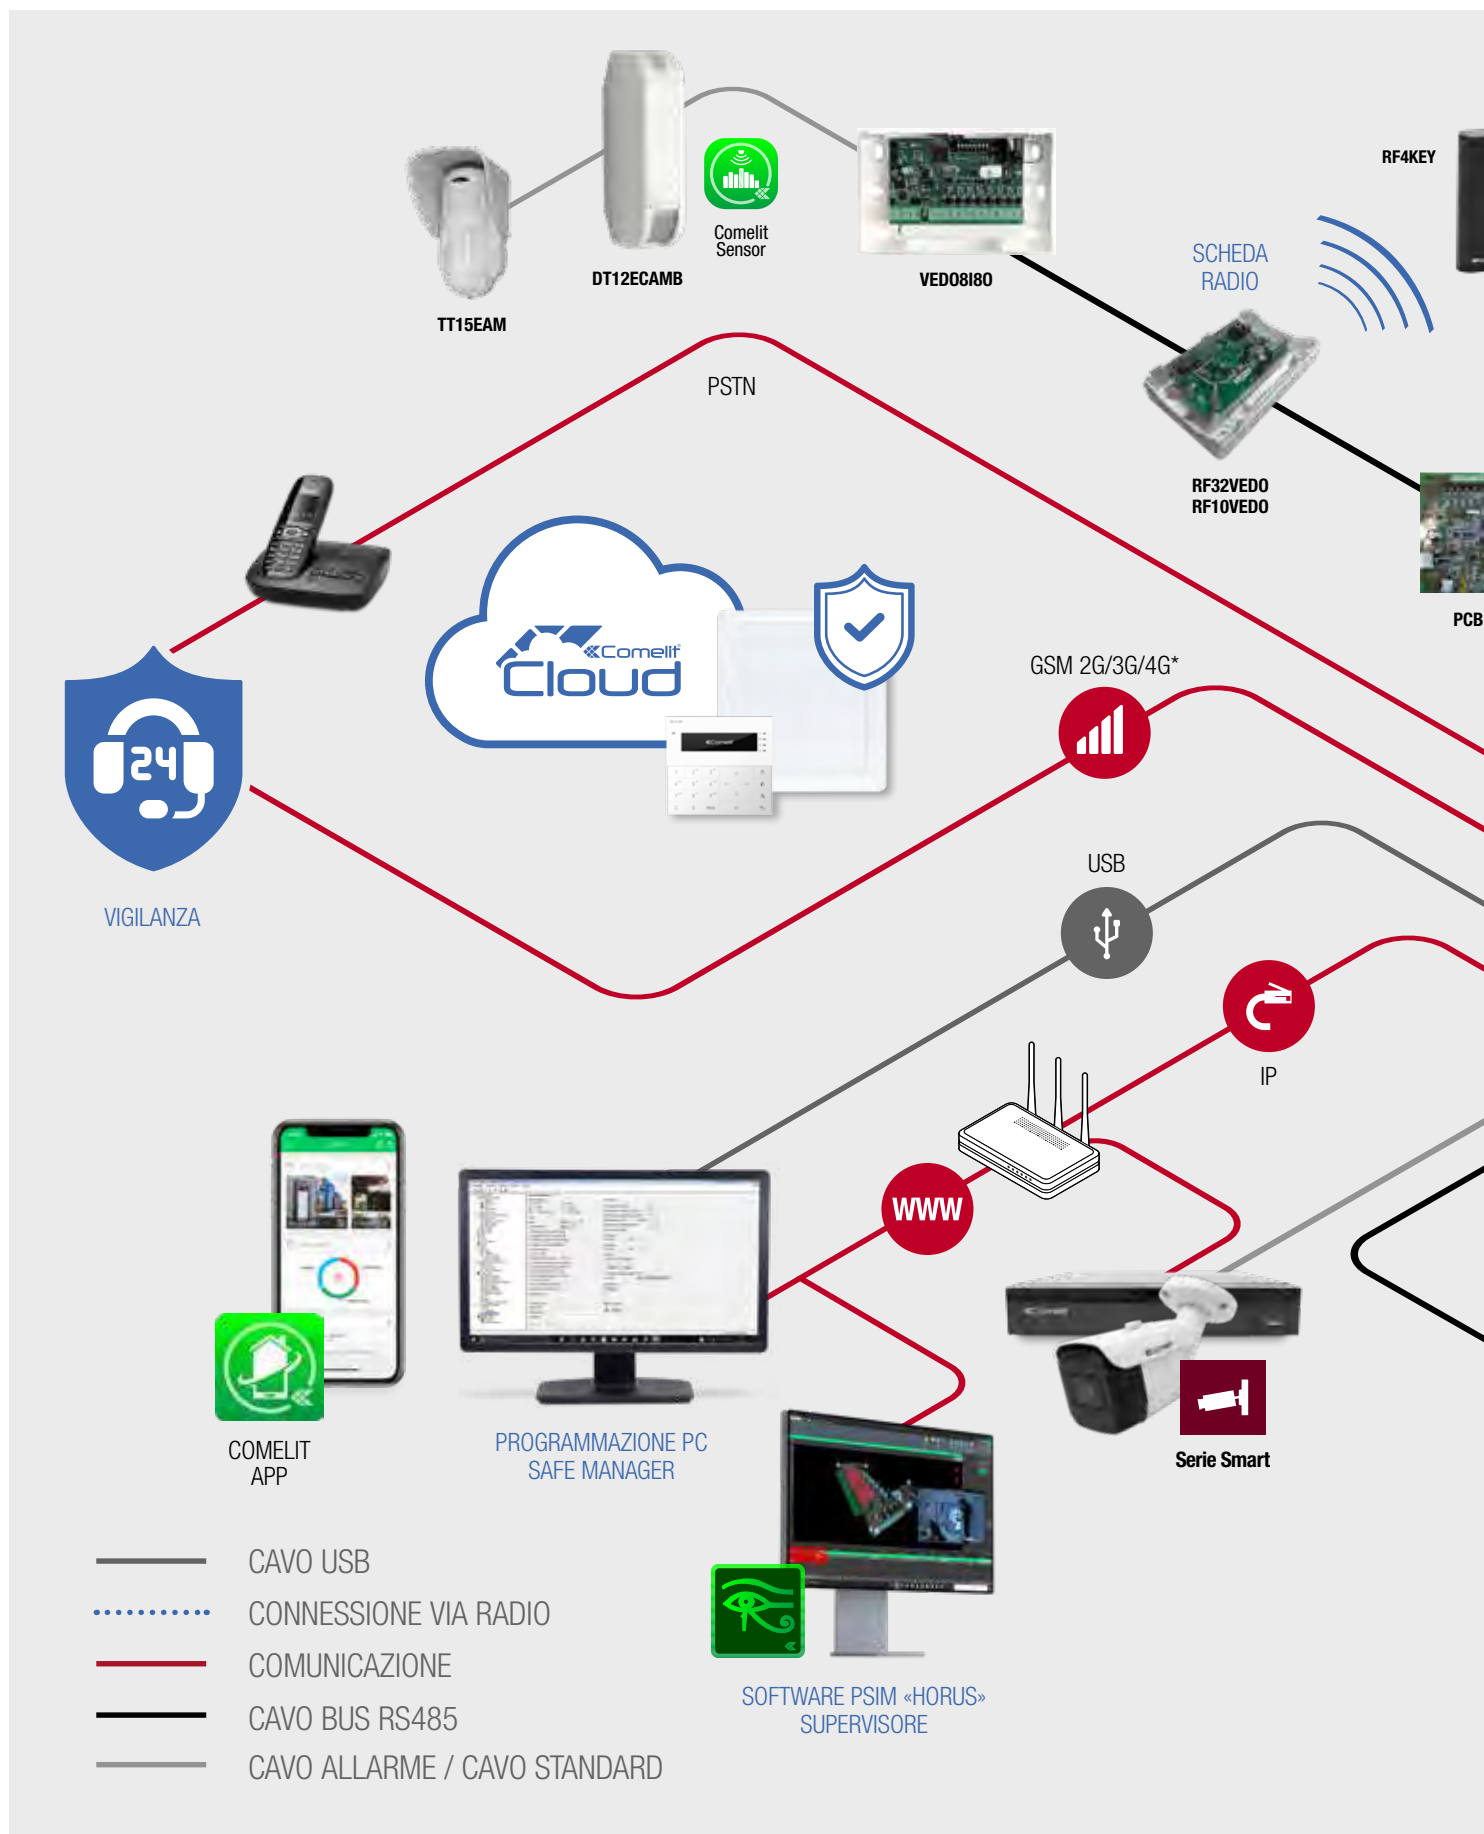 RF4KEY
Comelit
Sensor
SCHEDA
RADIO
DT12ECAMB
VEDO8I8O
TT15EAM
PSTN
RF32VEDO
RF10VEDO
PCB
Comelit
Cloud
GSM 2G/3G/4G*
24
USB
VIGILANZA
IP
WWW
Comelit
COMELIT
APP
PROGRAMMAZIONE PC
SAFE MANAGER
Serie Smart
CAVO USB
CONNESSIONE VIA RADIO
COMUNICAZIONE
CAVO BUS RS485
CAVO ALLARME / CAVO STANDARD
SOFTWARE PSIM «HORUS»
SUPERVISORE